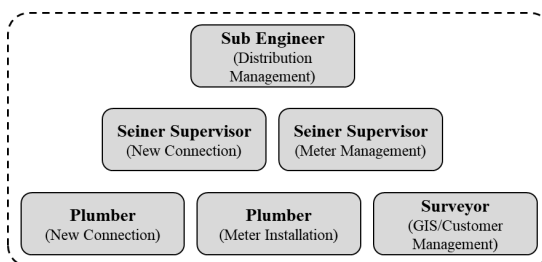 Sub Engineer
(Distribution
Management)
Seiner Supervisor
(New Connection)
Seiner Supervisor
(Meter Management)
Plumber
(New Connection)
Plumber
(Meter Installation)
Surveyor
(GIS/Customer
Management)